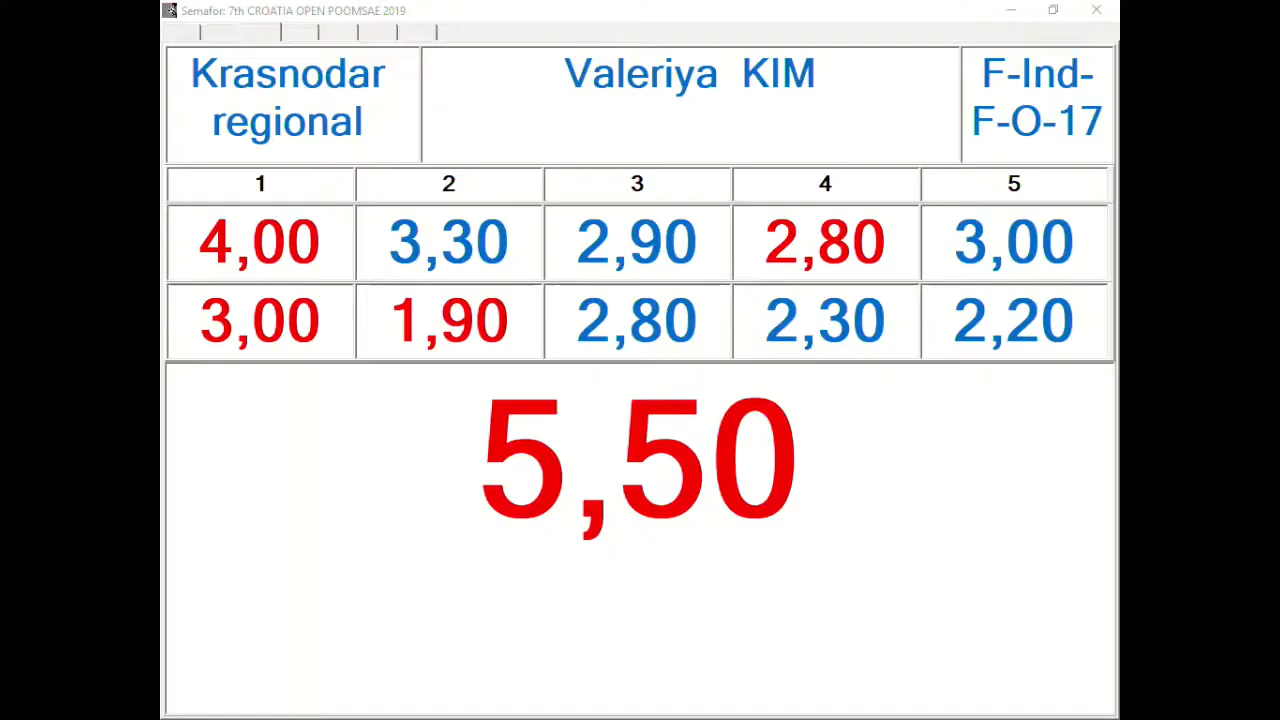 Semafor: 7th CROATIA OPEN POOMSAE 2019
Krasnodar regional
Valeriya KIM
F-Ind-F-O-17
1 2 3 4 5
4,00 3,30 2,90 2,80 3,00
3,00 1,90 2,80 2,30 2,20
5,50